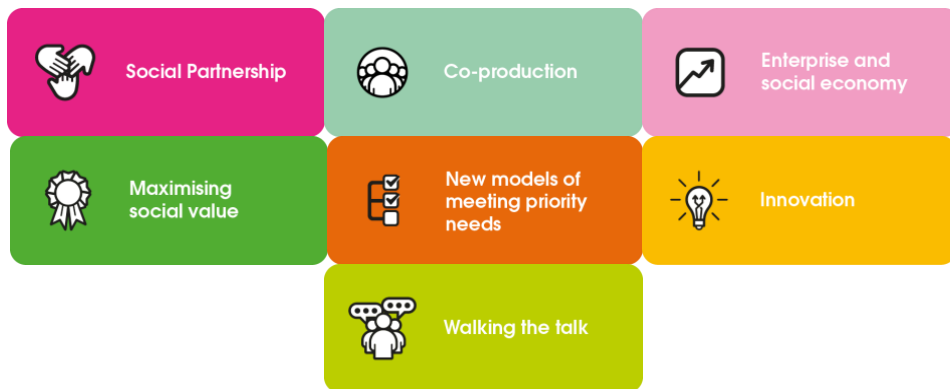 Social Partnership
Co-production
Enterprise and
social economy
Maximising
social value
New models of
meeting priority
needs
Innovation
Walking the talk